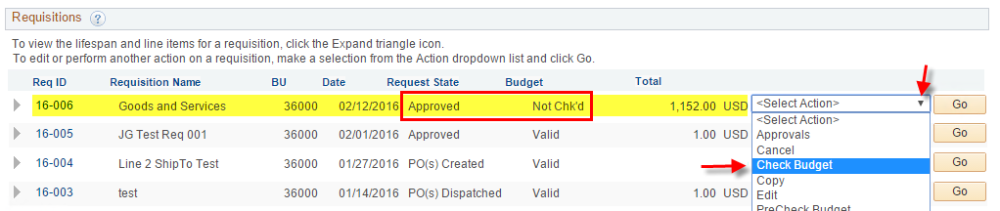 Requisitions ?
To view the lifespan and line items for a requisition, click the Expand triangle icon.
To edit or perform another action on a requisition, make a selection from the Action dropdown list and click Go.
Req ID Requisition Name BU Date Request State Budget Total
16-006 Goods and Services 36000 02/12/2016 Approved Not Chk'd 1,152.00 USD <Select Action> Go
<Select Action>
16-005 JG Test Req 001 36000 02/01/2016 Approved Valid 1.00 USD Approvals Go
Cancel
16-004 Line 2 ShipTo Test 36000 01/27/2016 PO(s) Created Valid Check Budget Go
Copy
16-003 test 36000 01/14/2016 PO(s) Dispatched Valid 1.00 USD Edit Go
PreCheck Budget